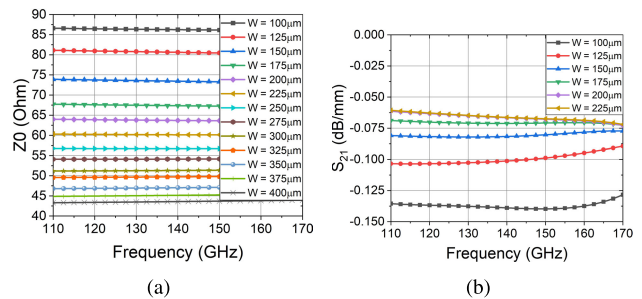 90
85
80
75
70
65
60
55
50
45
40
Z0 (Ohm)
110 120 130 140 150 160 170
Frequency (GHz)
W = 100μm
W = 125μm
W = 150μm
W = 175μm
W = 200μm
W = 225μm
W = 250μm
W = 275μm
W = 300μm
W = 325μm
W = 350μm
W = 375μm
W = 400μm
(a)
0.000
-0.025
-0.050
-0.075
-0.100
-0.125
-0.150
S21 (dB/mm)
110 120 130 140 150 160 170
Frequency (GHz)
W = 100μm
W = 125μm
W = 150μm
W = 175μm
W = 200μm
W = 225μm
(b)